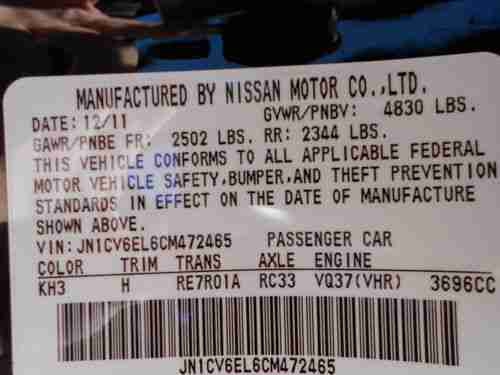 MANUFACTURED BY NISSAN MOTOR CO.,LTD.
DATE: 12/11 GVWR/PNBV: 4830 LBS.
GAWR/PNBE FR: 2502 LBS. RR: 2344 LBS.
THIS VEHICLE CONFORMS TO ALL APPLICABLE FEDERAL
MOTOR VEHICLE SAFETY,BUMPER,AND THEFT PREVENTION
STANDARDS IN EFFECT ON THE DATE OF MANUFACTURE
SHOWN ABOVE.
VIN: JN1CV6EL6CM472465 PASSENGER CAR
COLOR TRIM TRANS AXLE ENGINE
KH3 H RE7R01A RC33 VQ37(VHR) 3696CC
JN1CV6EL6CM472465